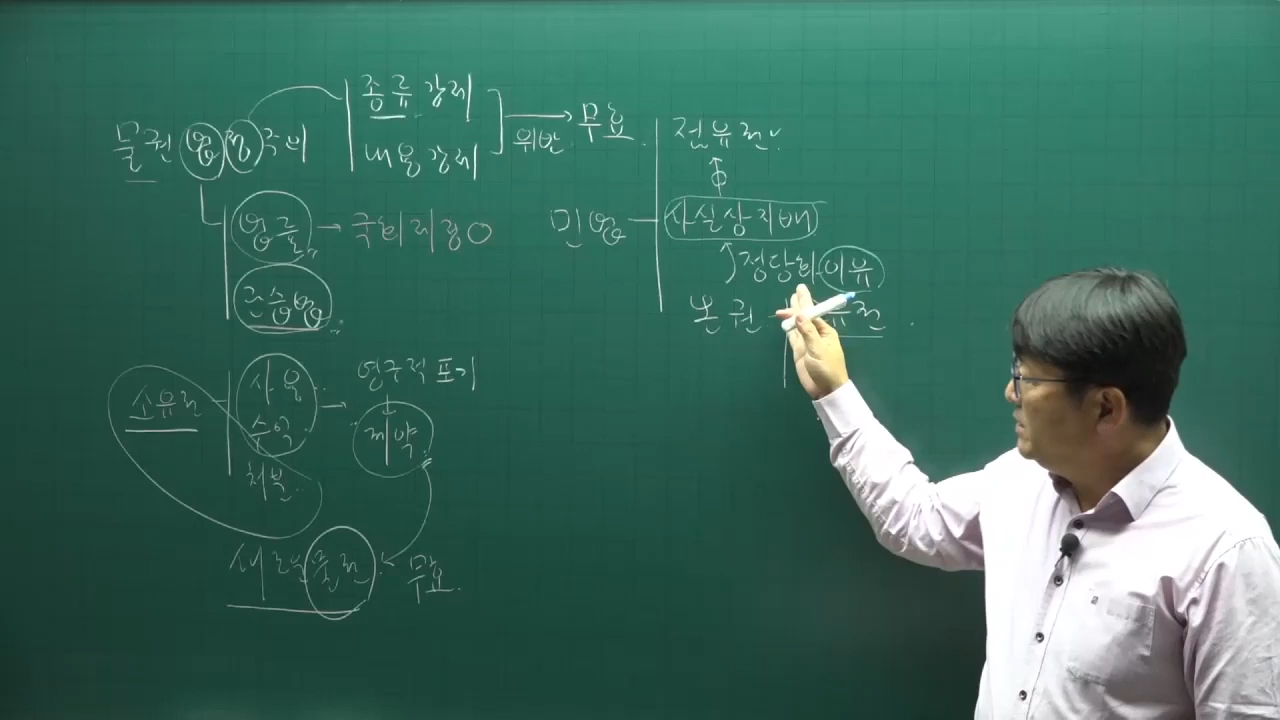 종류 강제
물권 법정주의
내용 강제
위반
무효
법률 → 국회제정 O
관습법
소유권
사용
수익
처분
영구적 포기
제약
새로운 물권
무효
민법
점유권
사실상 지배
정당화 이유
본권